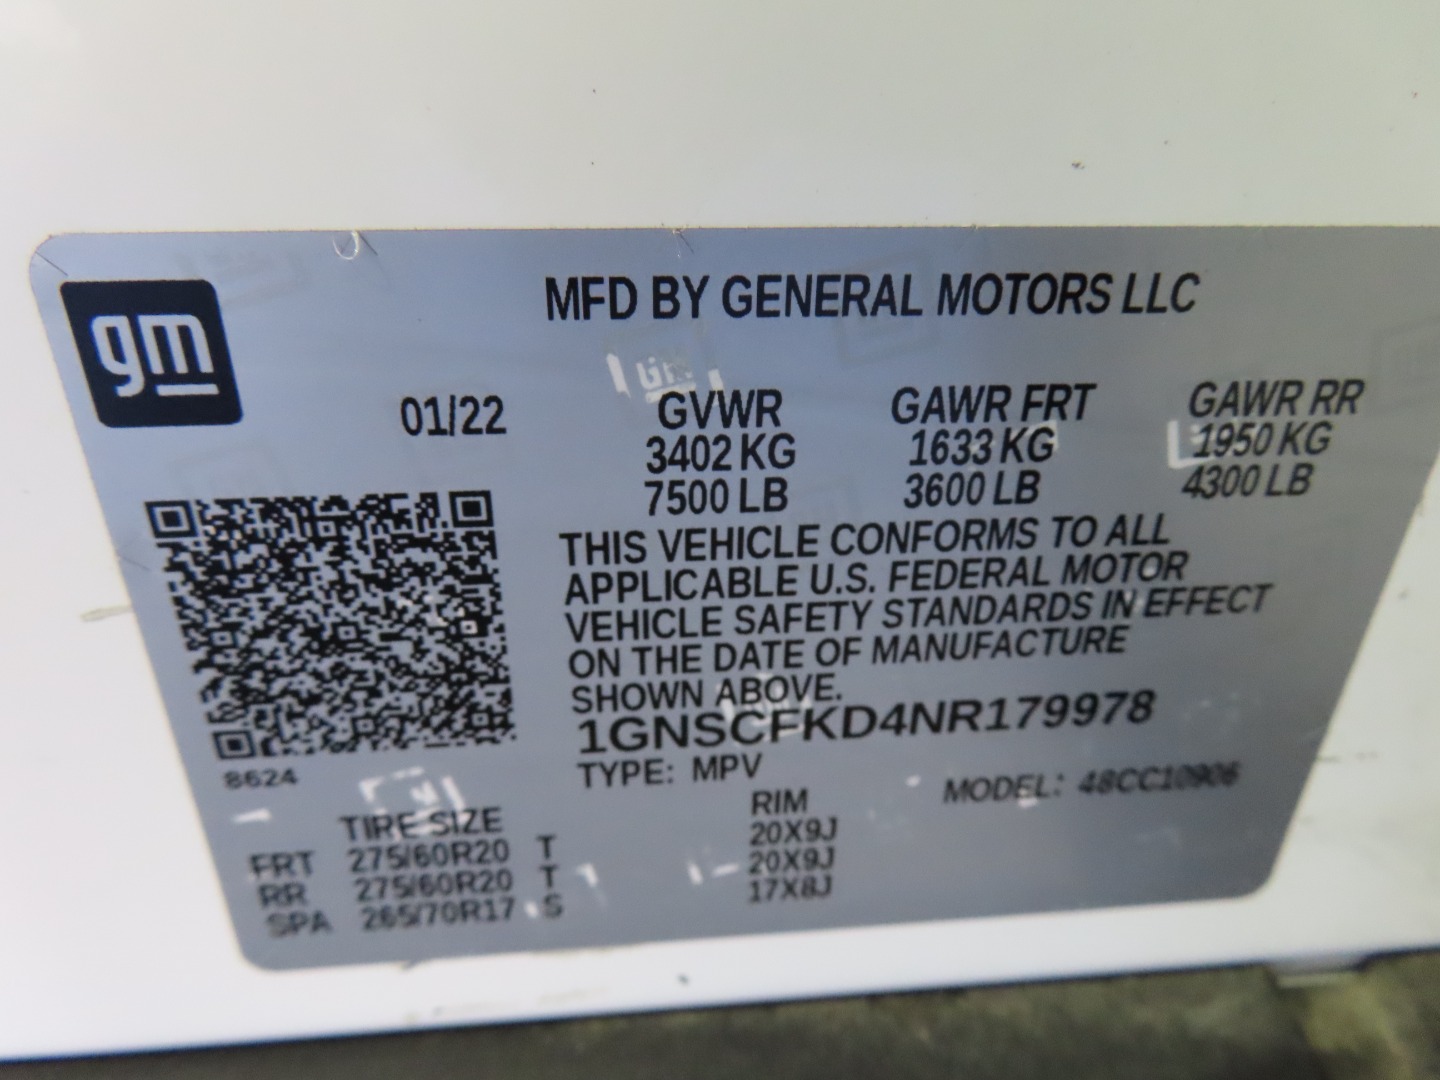 gm
MFD BY GENERAL MOTORS LLC
01/22
GVWR GAWR FRT GAWR RR
3402 KG 1633 KG 1950 KG
7500 LB 3600 LB 4300 LB
THIS VEHICLE CONFORMS TO ALL
APPLICABLE U.S. FEDERAL MOTOR
VEHICLE SAFETY STANDARDS IN EFFECT
ON THE DATE OF MANUFACTURE
SHOWN ABOVE.
1GNSCFKD4NR179978
8624
TYPE: MPV MODEL: 48CC10906
TIRE SIZE RIM
FRT 275/60R20 T 20X9J
RR 275/60R20 T 20X9J
SPA 265/70R17 S 17X8J